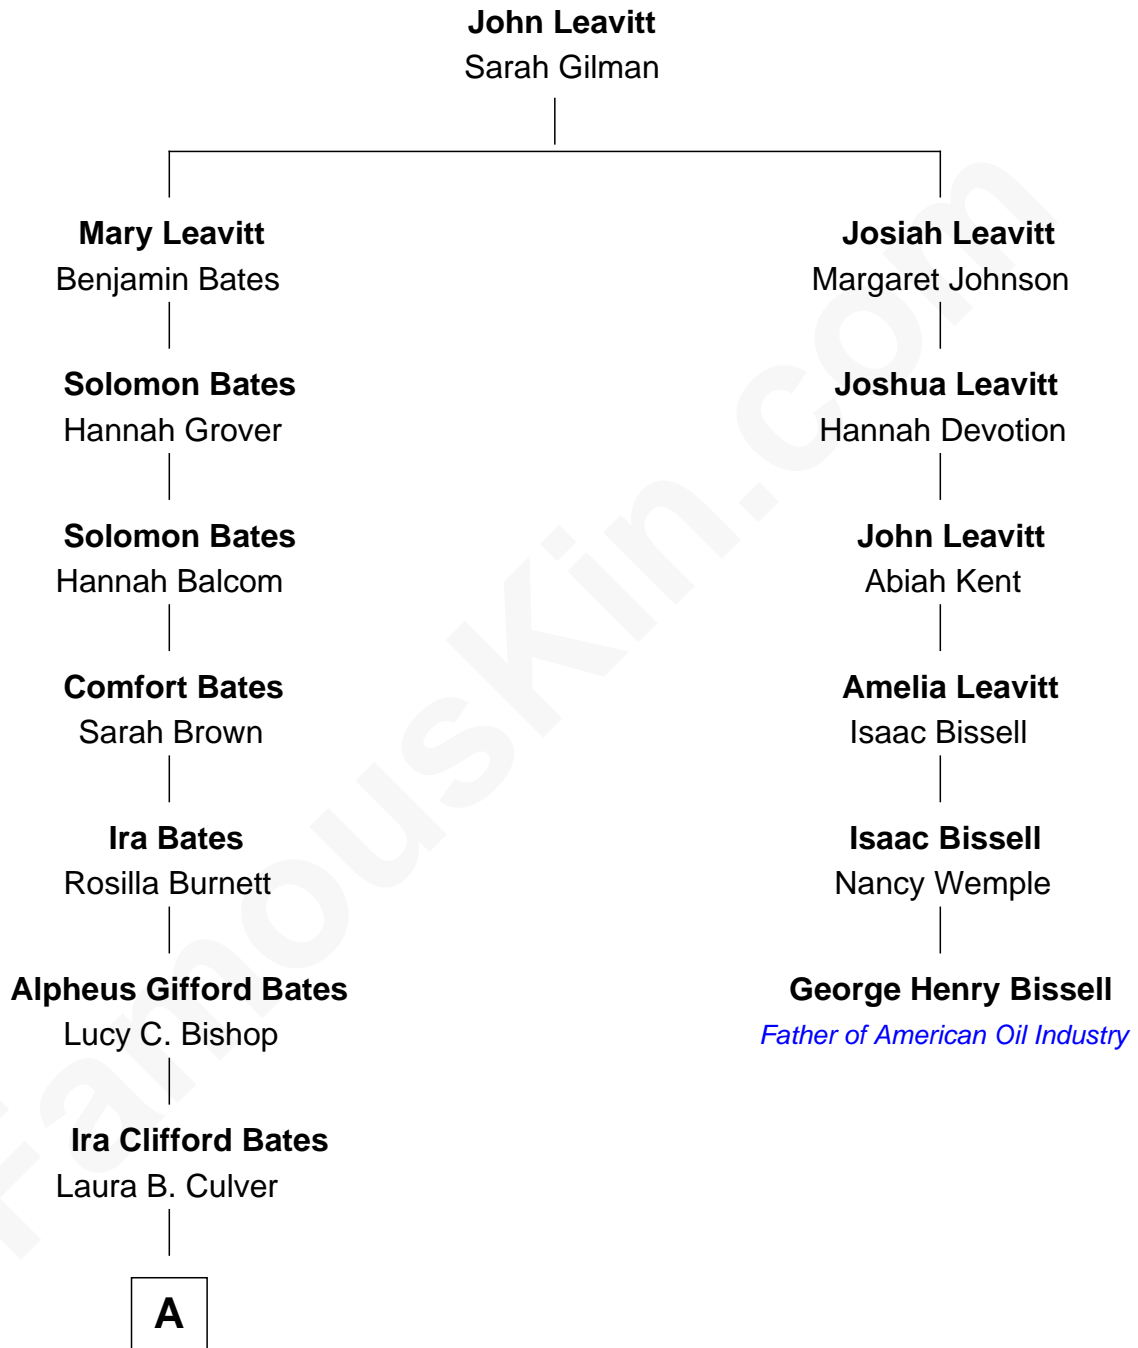 John Leavitt
Sarah Gilman
Mary Leavitt
Benjamin Bates
Josiah Leavitt
Margaret Johnson
Solomon Bates
Hannah Grover
Joshua Leavitt
Hannah Devotion
Solomon Bates
Hannah Balcom
John Leavitt
Abiah Kent
Comfort Bates
Sarah Brown
Amelia Leavitt
Isaac Bissell
Ira Bates
Rosilla Burnett
Isaac Bissell
Nancy Wemple
Alpheus Gifford Bates
Lucy C. Bishop
George Henry Bissell
Father of American Oil Industry
Ira Clifford Bates
Laura B. Culver
A
FamousKin.com